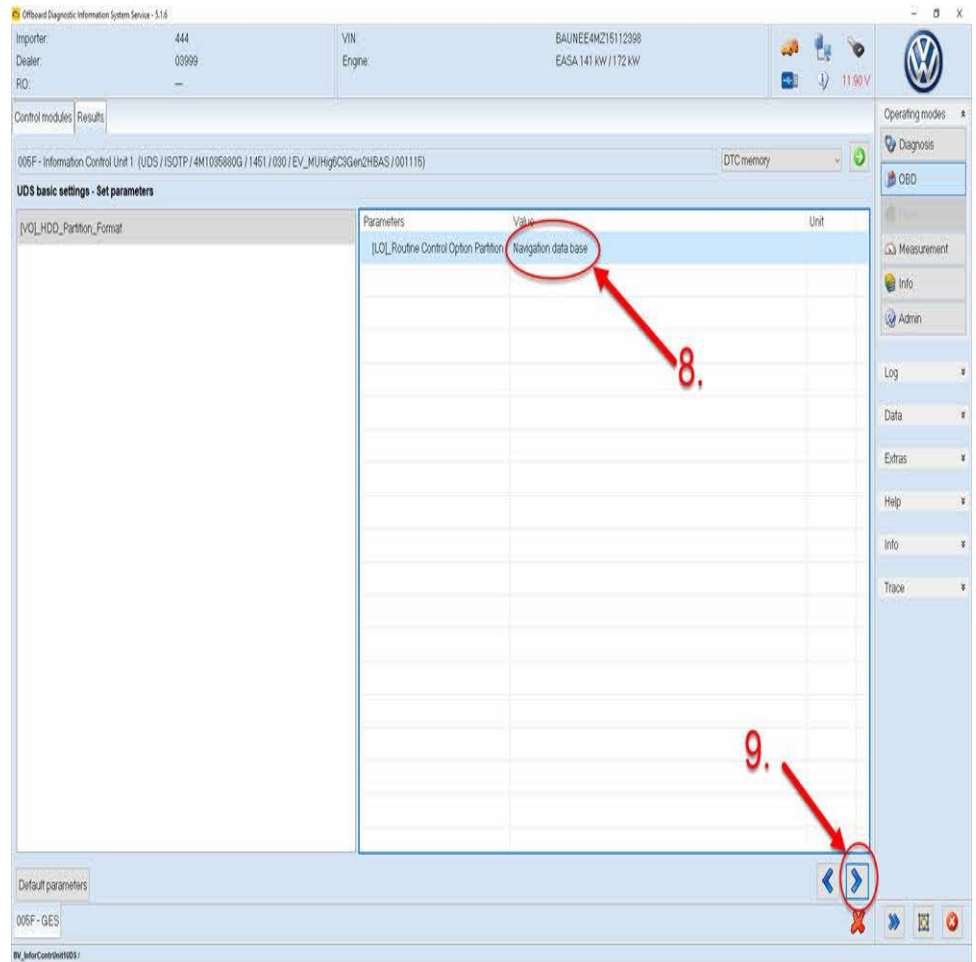 Offboard Diagnostic Information System Service - 5.1.6
Importer: 444 VIN BAUNEE4MZ15112398
Dealer: 03999 Engine: EASA 141 kW / 172 kW
RO: —
11.90 V
Control modules Results
Operating modes
005F - Information Control Unit 1 (UDS / ISOTP / 4M1035880G / 1451 / 030 / EV_MUHig6C3Gen2HBAS / 001115) DTC memory
Diagnosis
UDS basic settings - Set parameters
OBD
[VO]_HDD_Partition_Format
Parameters Value Unit
[LO]_Routine Control Option Partition Navigation data base
Measurement
Info
Admin
8.
Log
Data
Extras
Help
Info
Trace
9.
Default parameters
005F - GES